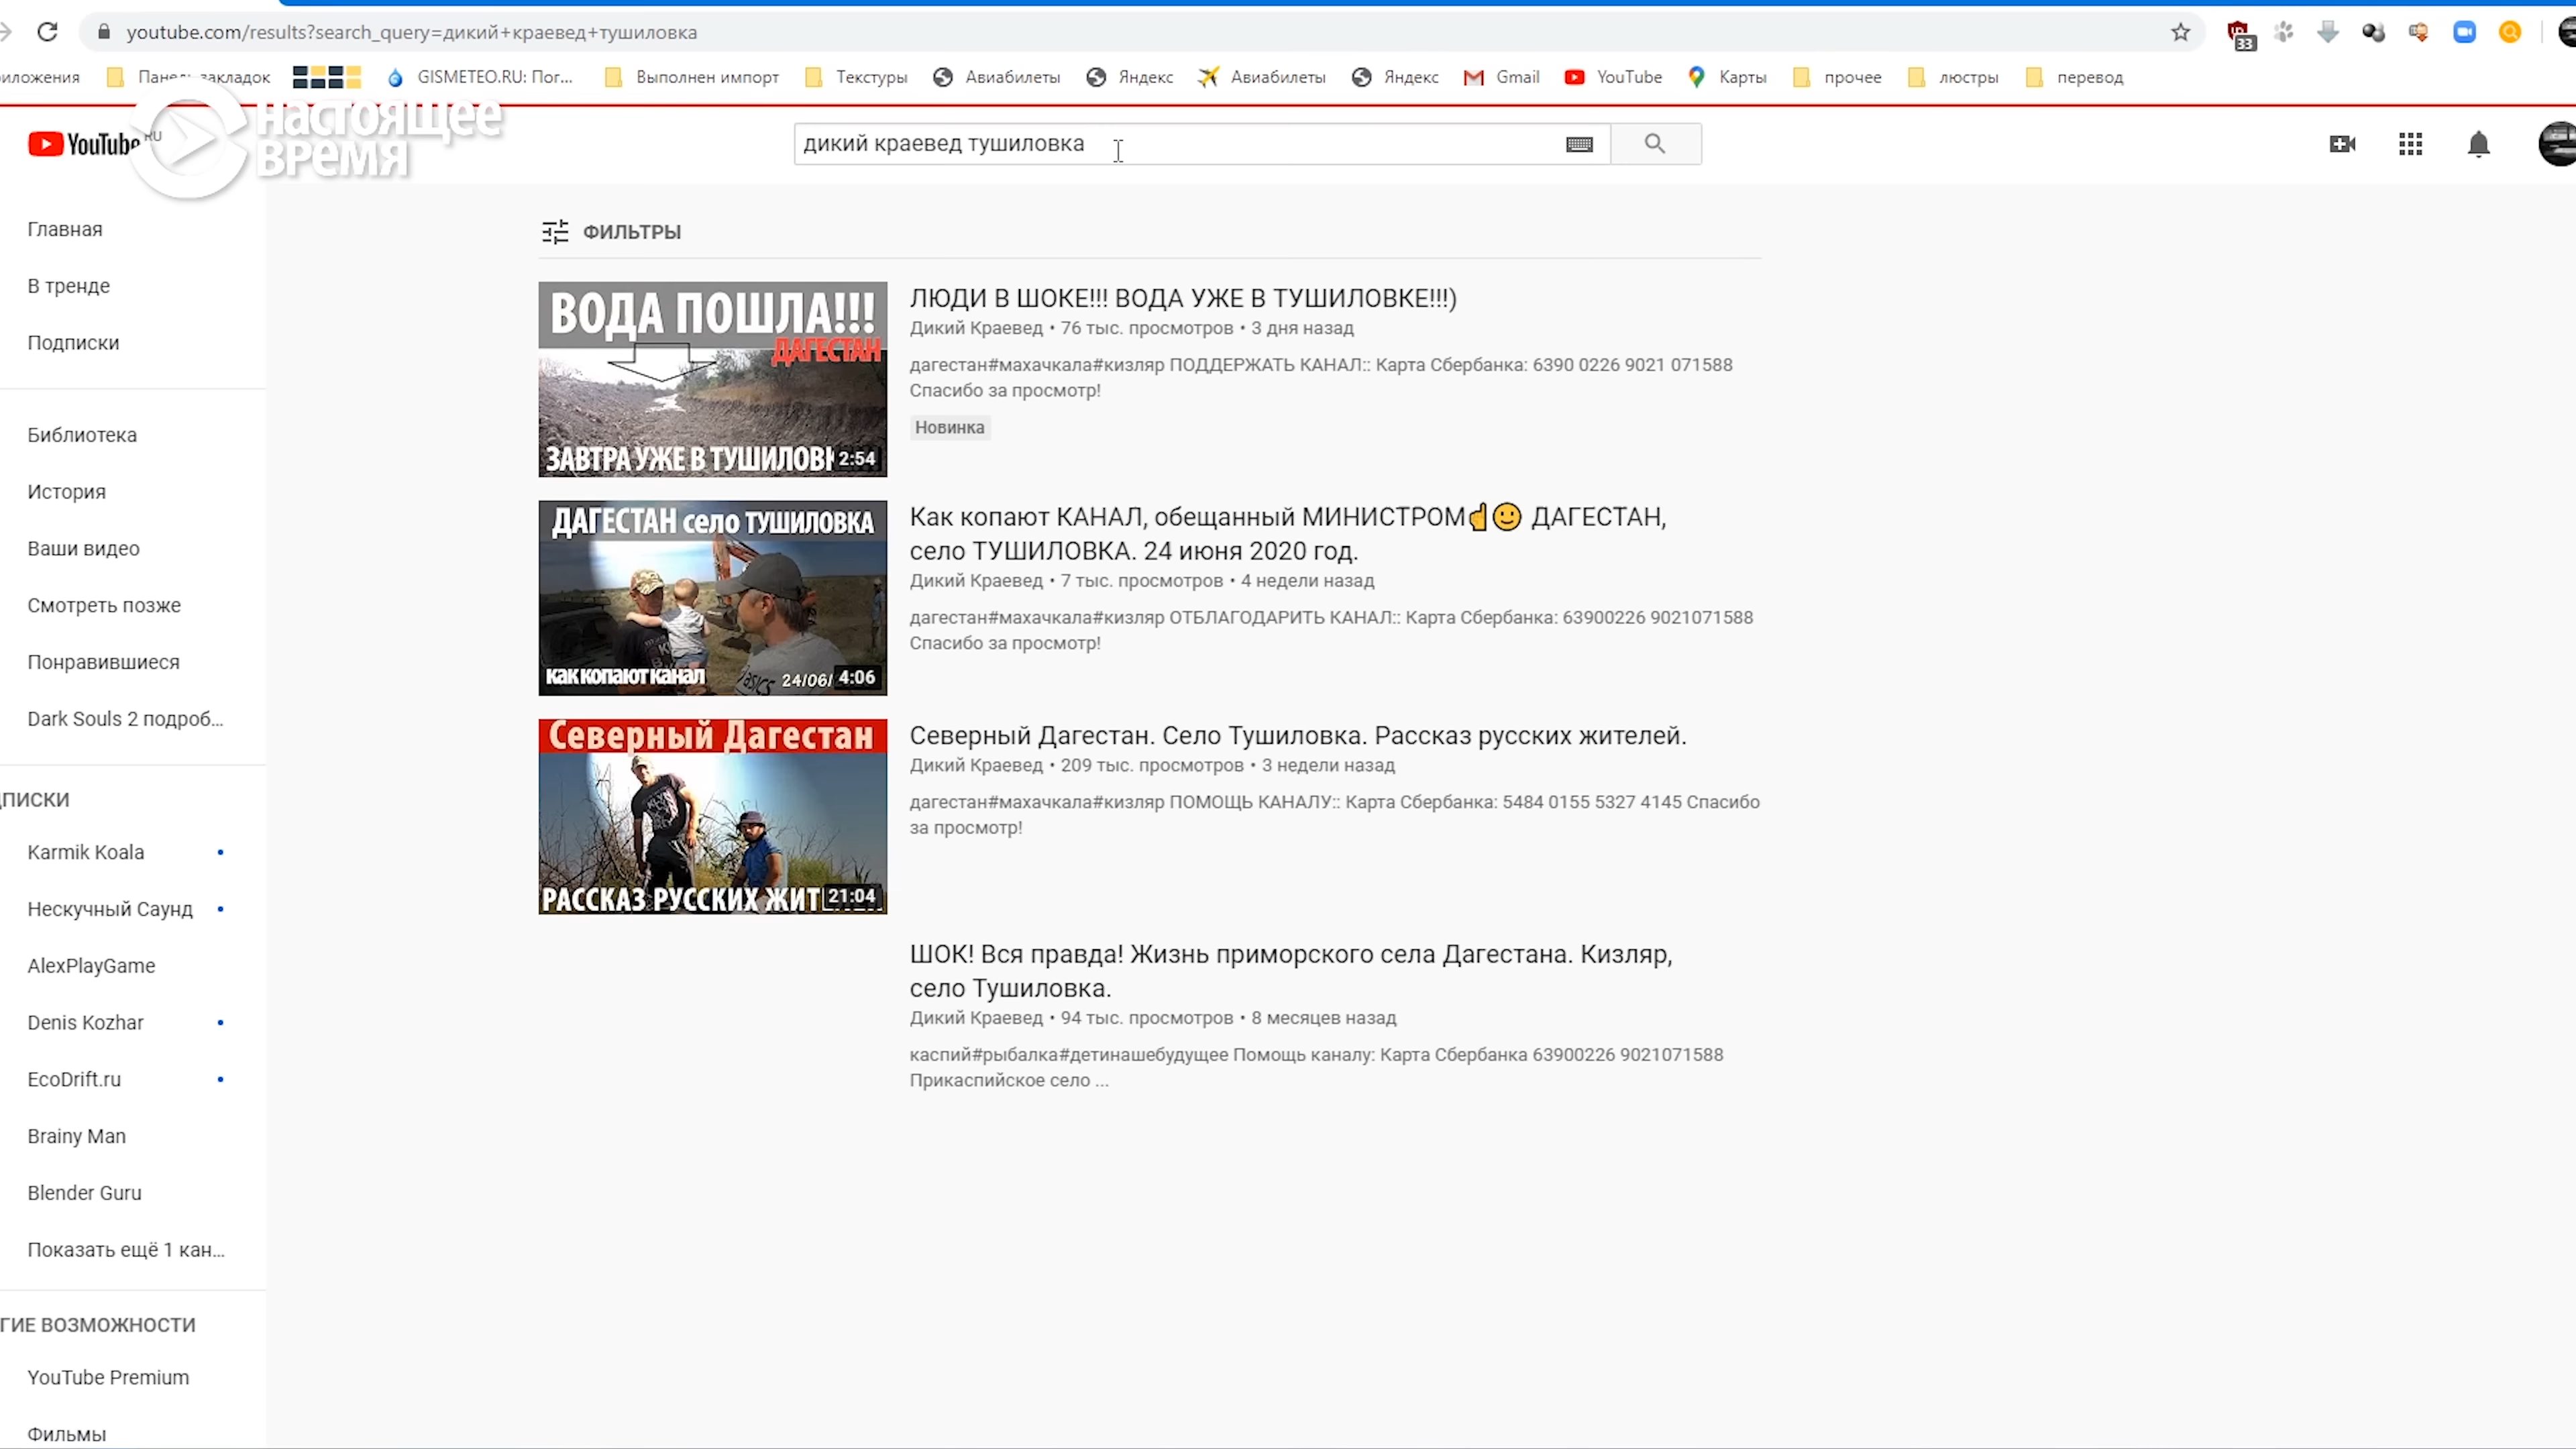 youtube.com/results?search_query=дикий+краевед+тушиловка
33
иложения
Панель закладок
GISMETEO.RU: Пог...
Выполнен импорт
Текстуры
Авиабилеты
Яндекс
Авиабилеты
Яндекс
Gmail
YouTube
Карты
прочее
люстры
перевод
настоящее
время
YouTube RU
дикий краевед тушиловка
Главная
В тренде
Подписки
Библиотека
История
Ваши видео
Смотреть позже
Понравившиеся
Dark Souls 2 подроб...
дписки
Karmik Koala
Нескучный Саунд
AlexPlayGame
Denis Kozhar
EcoDrift.ru
Brainy Man
Blender Guru
Показать ещё 1 кан...
ГИЕ ВОЗМОЖНОСТИ
YouTube Premium
Фильмы
ФИЛЬТРЫ
ВОДА ПОШЛА!!!
ДАГЕСТАН
ЗАВТРА УЖЕ В ТУШИЛОВК
2:54
ЛЮДИ В ШОКЕ!!! ВОДА УЖЕ В ТУШИЛОВКЕ!!!)
Дикий Краевед • 76 тыс. просмотров • 3 дня назад
дагестан#махачкала#кизляр ПОДДЕРЖАТЬ КАНАЛ:: Карта Сбербанка: 6390 0226 9021 071588
Спасибо за просмотр!
Новинка
ДАГЕСТАН село ТУШИЛОВКА
как копают канал
24/06/
4:06
Как копают КАНАЛ, обещанный МИНИСТРОМ☝🙂 ДАГЕСТАН,
село ТУШИЛОВКА. 24 июня 2020 год.
Дикий Краевед • 7 тыс. просмотров • 4 недели назад
дагестан#махачкала#кизляр ОТБЛАГОДАРИТЬ КАНАЛ:: Карта Сбербанка: 63900226 9021071588
Спасибо за просмотр!
Северный Дагестан
РАССКАЗ РУССКИХ ЖИТ
21:04
Северный Дагестан. Село Тушиловка. Рассказ русских жителей.
Дикий Краевед • 209 тыс. просмотров • 3 недели назад
дагестан#махачкала#кизляр ПОМОЩЬ КАНАЛУ:: Карта Сбербанка: 5484 0155 5327 4145 Спасибо
за просмотр!
ШОК! Вся правда! Жизнь приморского села Дагестана. Кизляр,
село Тушиловка.
Дикий Краевед • 94 тыс. просмотров • 8 месяцев назад
каспий#рыбалка#детинашебудущее Помощь каналу: Карта Сбербанка 63900226 9021071588
Прикаспийское село ...